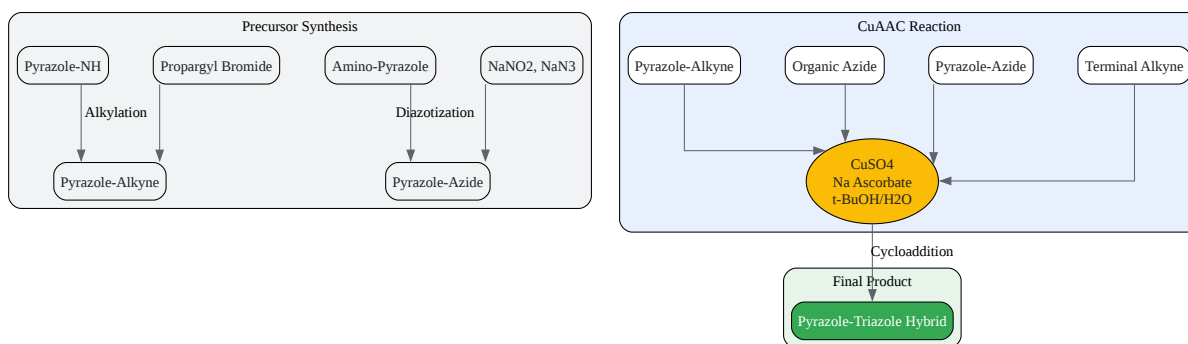 Precursor Synthesis
Pyrazole-NH
Propargyl Bromide
Amino-Pyrazole
NaNO2, NaN3
Alkylation
Diazotization
Pyrazole-Alkyne
Pyrazole-Azide
CuAAC Reaction
Pyrazole-Alkyne
Organic Azide
Pyrazole-Azide
Terminal Alkyne
CuSO4
Na Ascorbate
t-BuOH/H2O
Cycloaddition
Final Product
Pyrazole-Triazole Hybrid